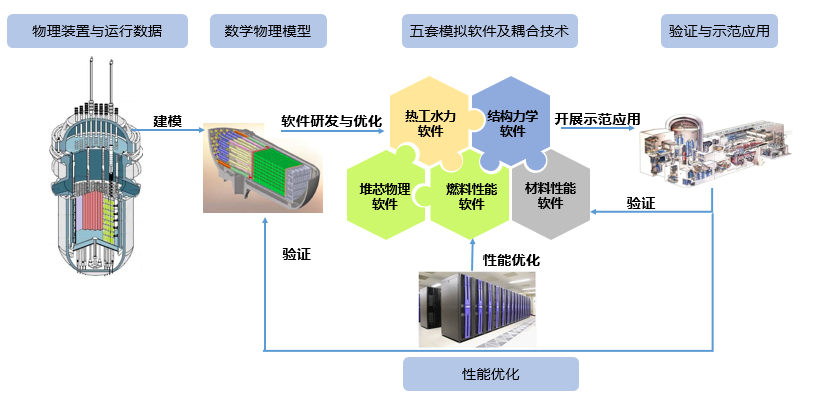 物理装置与运行数据
数学物理模型
五套模拟软件及耦合技术
验证与示范应用
建模
软件研发与优化
热工水力
软件
结构力学
软件
开展示范应用
堆芯物理
软件
燃料性能
软件
材料性能
软件
验证
验证
性能优化
性能优化